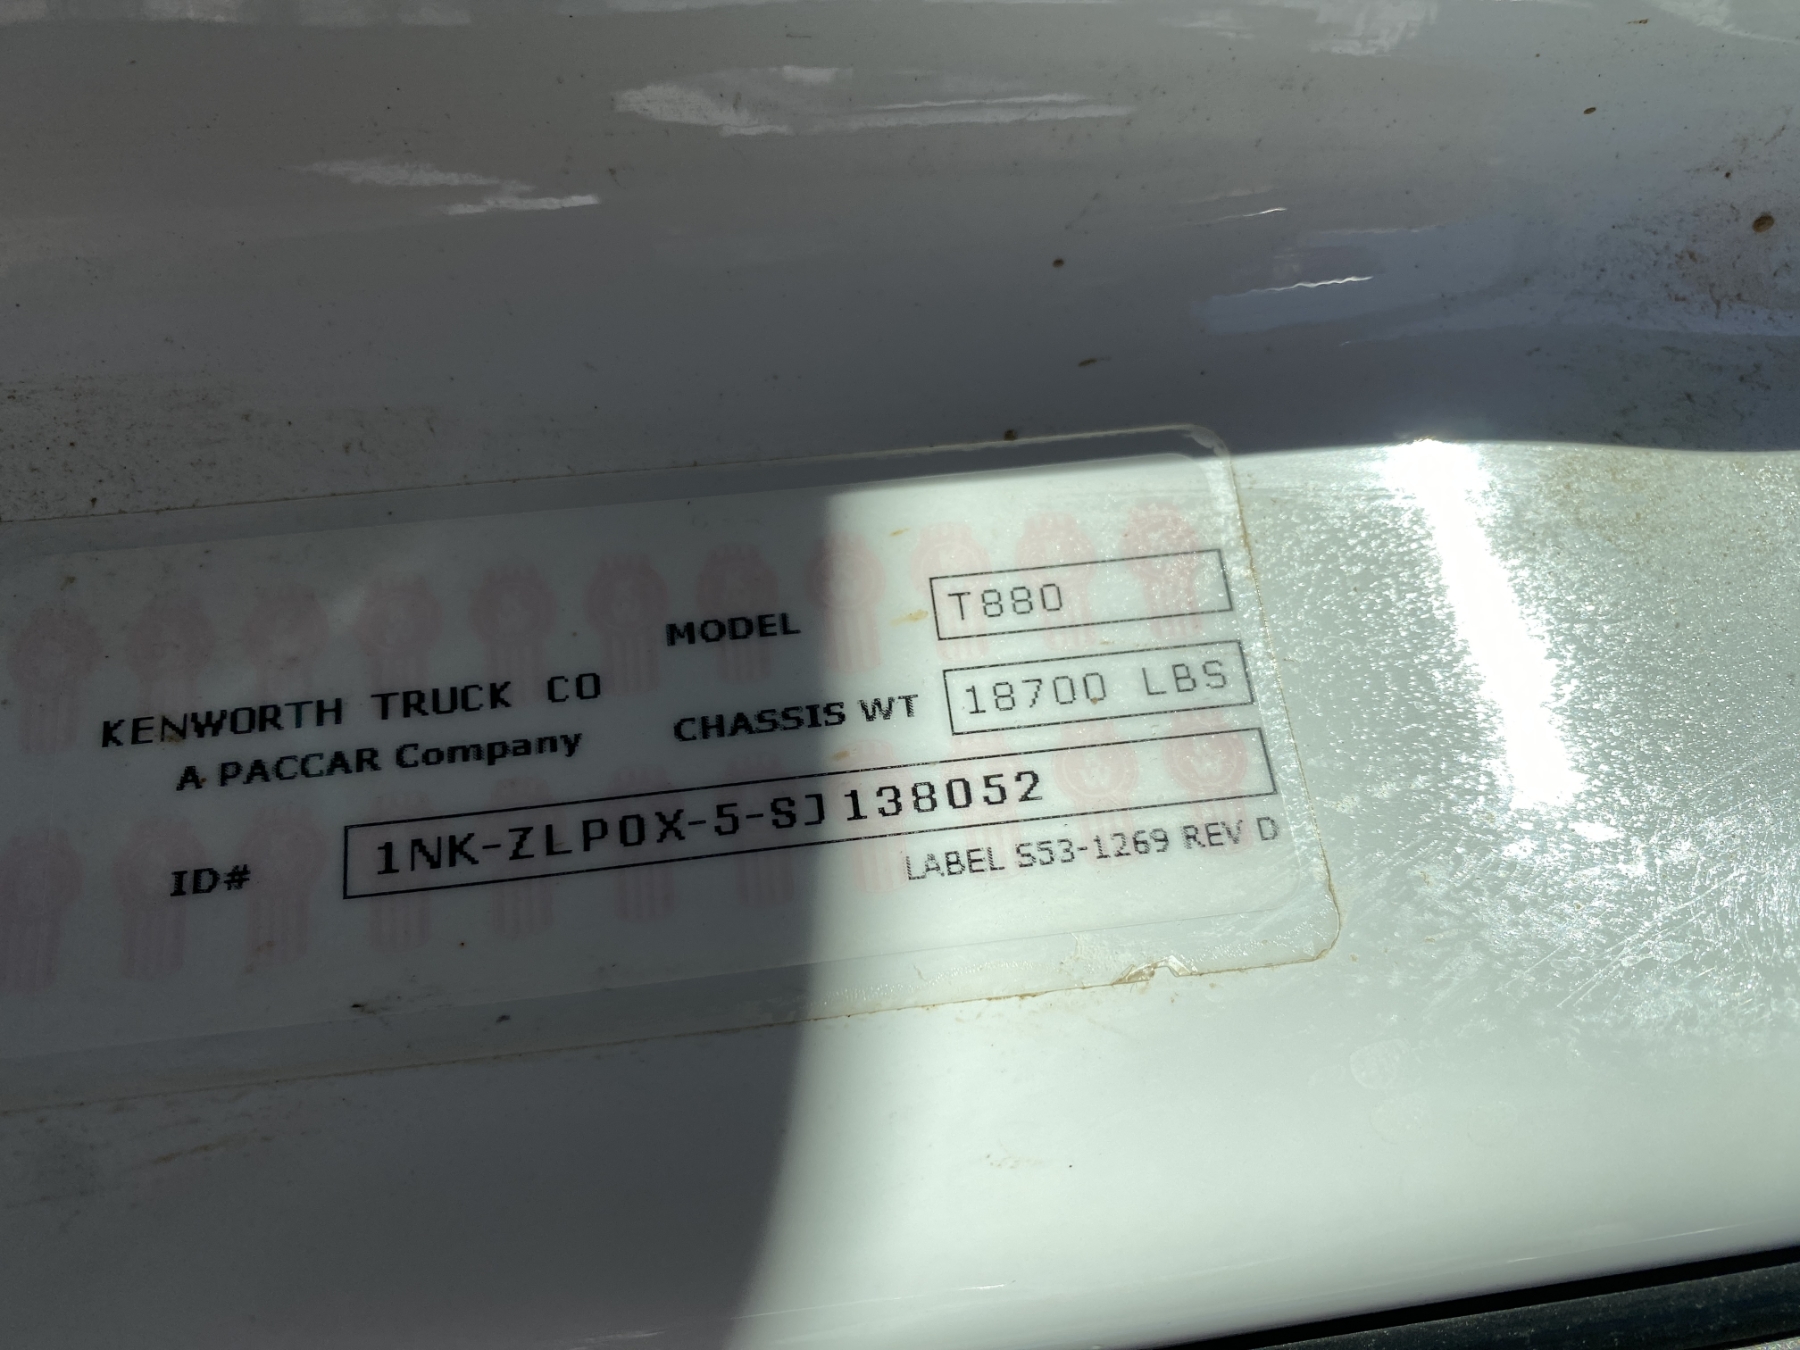 MODEL T880
KENWORTH TRUCK CO
A PACCAR Company
CHASSIS WT 18700 LBS
ID# 1NK-ZLP0X-5-SJ138052
LABEL S53-1269 REV D